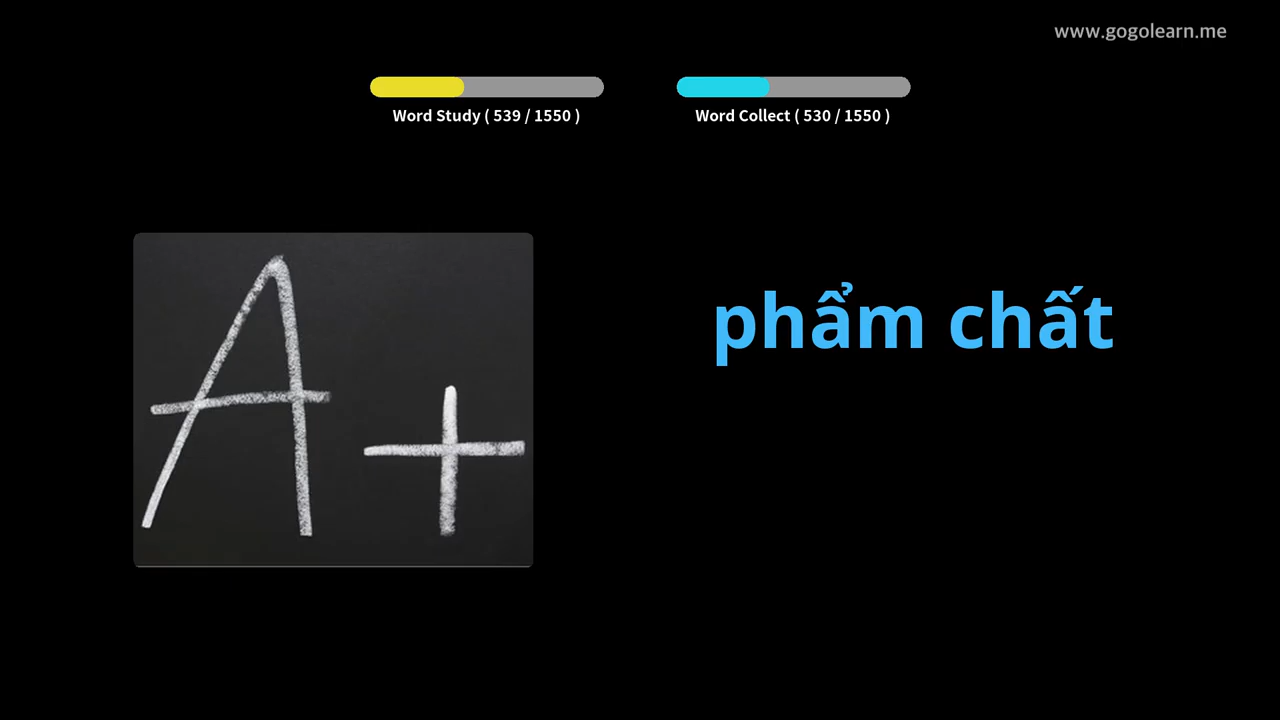 www.gogolearn.me
Word Study ( 539 / 1550 )
Word Collect ( 530 / 1550 )
A+
phẩm chất